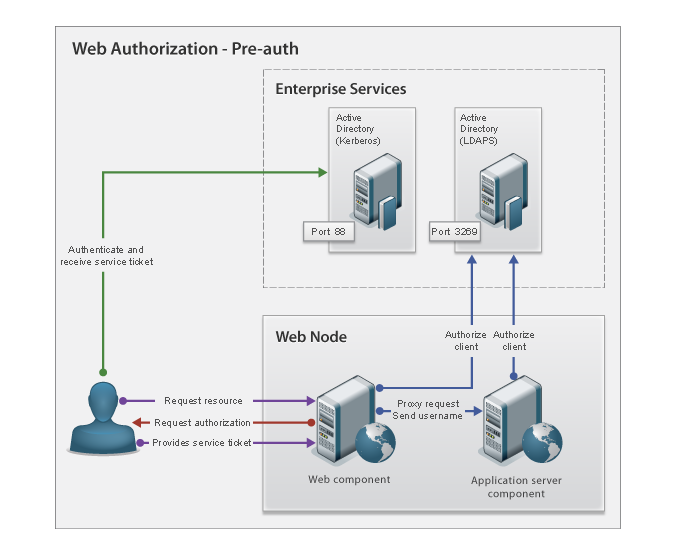 Web Authorization - Pre-auth
Enterprise Services
Active
Directory
(Kerberos)
Port 88
Active
Directory
(LDAPS)
Port 3269
Authenticate and
receive service ticket
Web Node
Authorize
client
Authorize
client
Request resource
Request authorization
Provides service ticket
Proxy request
Send username
Web component
Application server
component